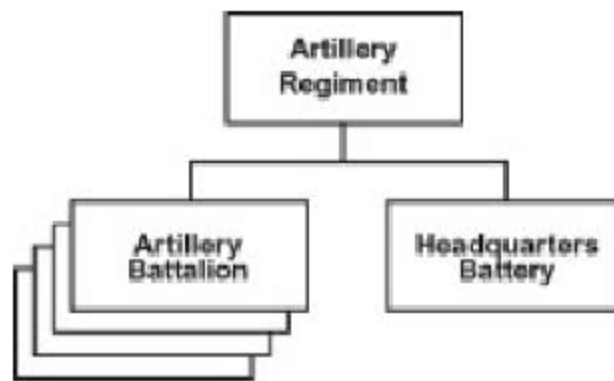 Artillery
Regiment
Artillery
Battalion
Headquarters
Battery